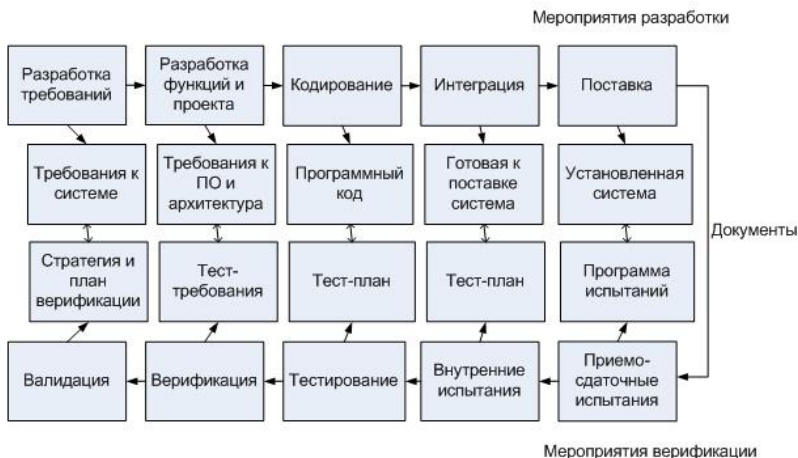 Мероприятия разработки
Разработка
требований
Разработка
функций и
проекта
Кодирование
Интеграция
Поставка
Требования к
системе
Требования к
ПО и
архитектура
Программный
код
Готовая к
поставке
система
Установленная
система
Документы
Стратегия и
план
верификации
Тест-
требования
Тест-план
Тест-план
Программа
испытаний
Валидация
Верификация
Тестирование
Внутренние
испытания
Приемо-
сдаточные
испытания
Мероприятия верификации